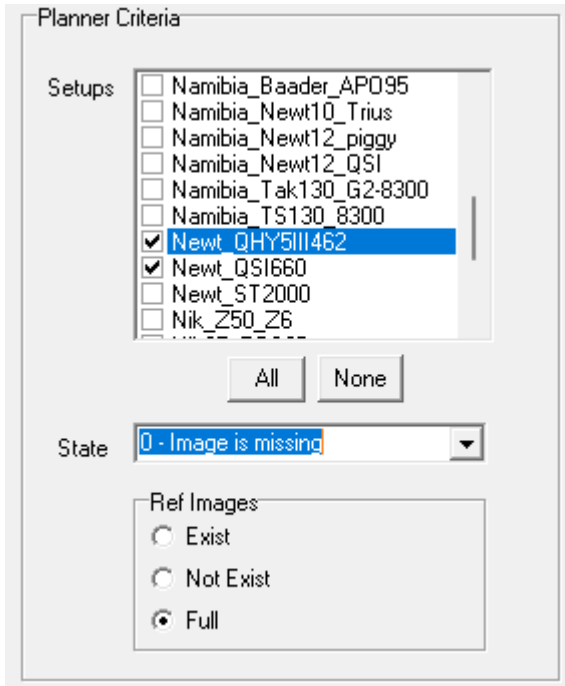 Planner Criteria
Setups
Namibia_Baader_APO95
Namibia_Newt10_Trius
Namibia_Newt12_piggy
Namibia_Newt12_QSI
Namibia_Tak130_G2-8300
Namibia_TS130_8300
Newt_QHY5III462
Newt_QSI660
Newt_ST2000
Nik_Z50_Z6
All None
State 0 - Image is missing
Ref Images
Exist
Not Exist
Full